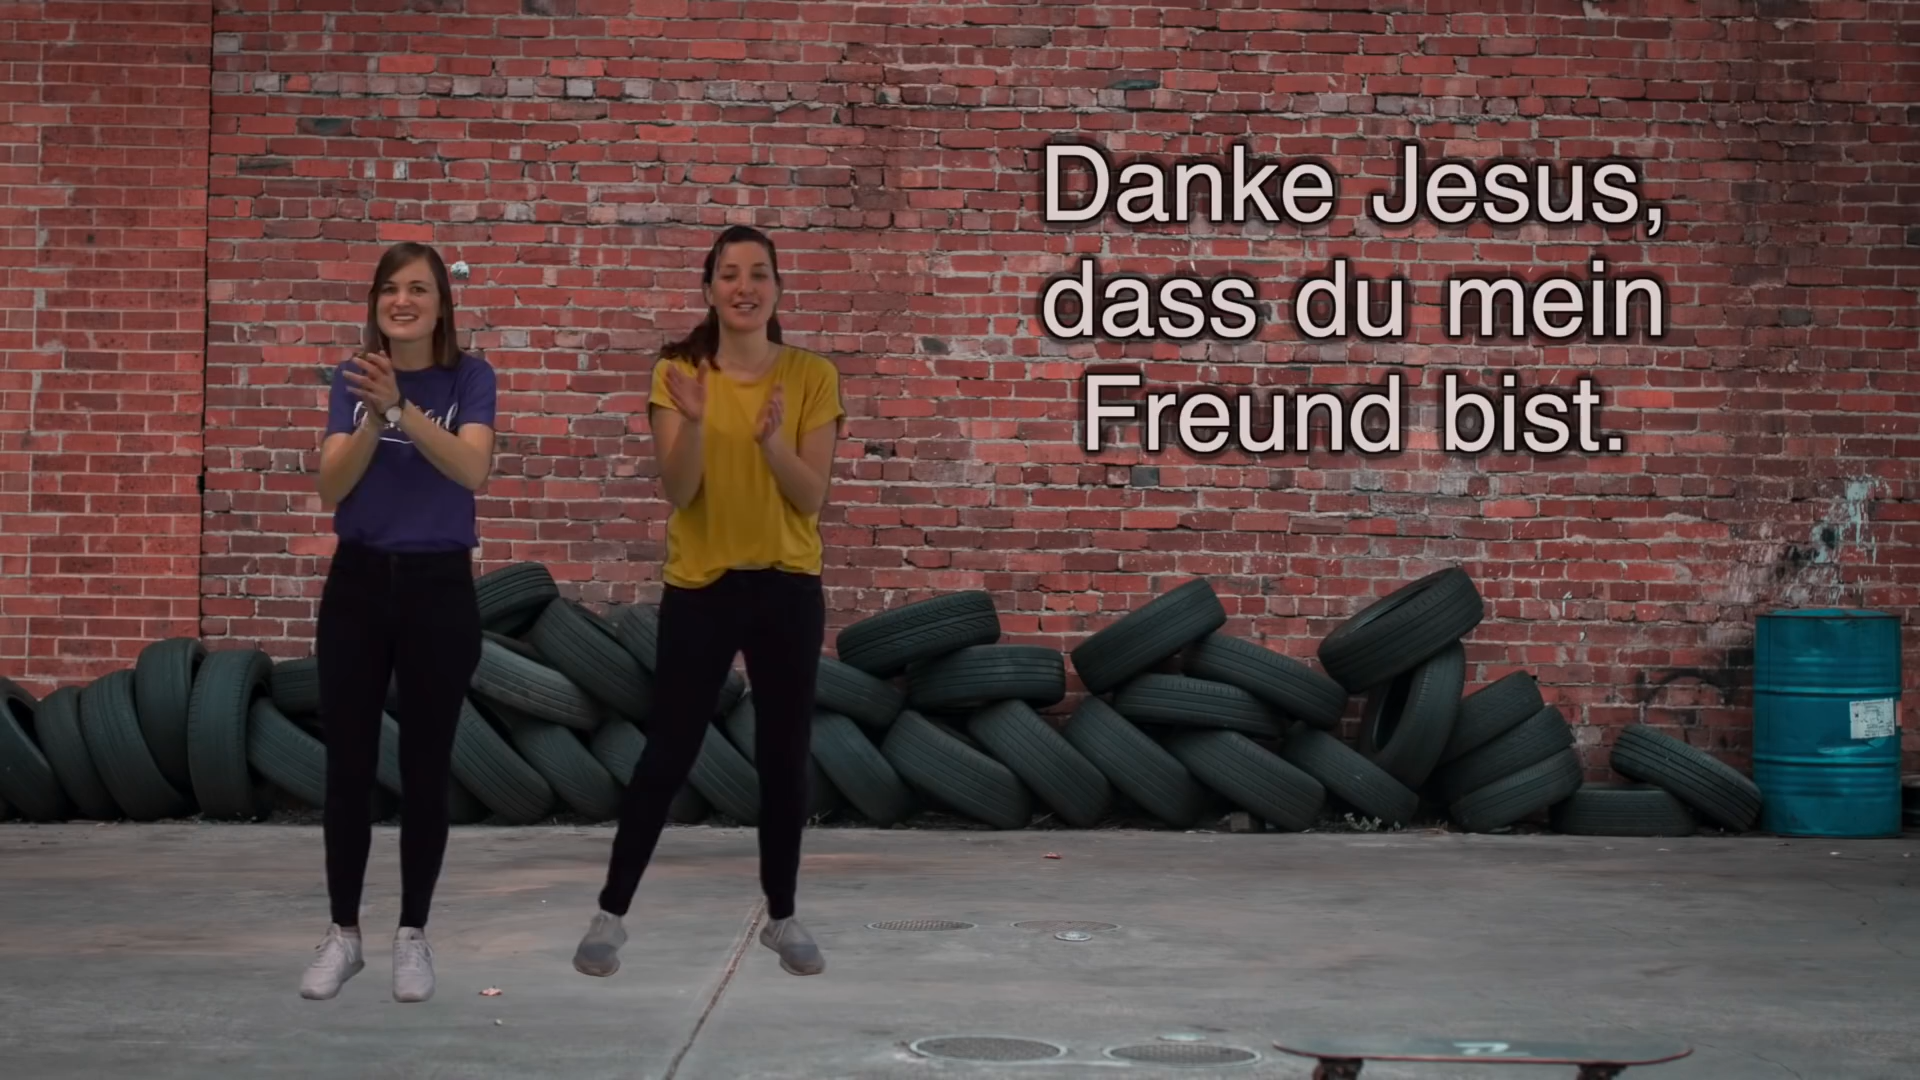 Danke Jesus,
dass du mein
Freund bist.